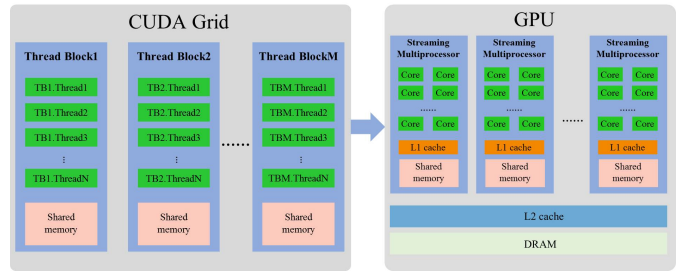 CUDA Grid
Thread Block1
TB1.Thread1
TB1.Thread2
TB1.Thread3
...
TB1.ThreadN
Shared
memory
Thread Block2
TB2.Thread1
TB2.Thread2
TB2.Thread3
...
TB2.ThreadN
Shared
memory
......
Thread BlockM
TBM.Thread1
TBM.Thread2
TBM.Thread3
...
TBM.ThreadN
Shared
memory
GPU
Streaming
Multiprocessor
Core Core
Core Core
......
Core Core
L1 cache
Shared
memory
Streaming
Multiprocessor
Core Core
Core Core
......
Core Core
L1 cache
Shared
memory
......
Streaming
Multiprocessor
Core Core
Core Core
......
Core Core
L1 cache
Shared
memory
L2 cache
DRAM